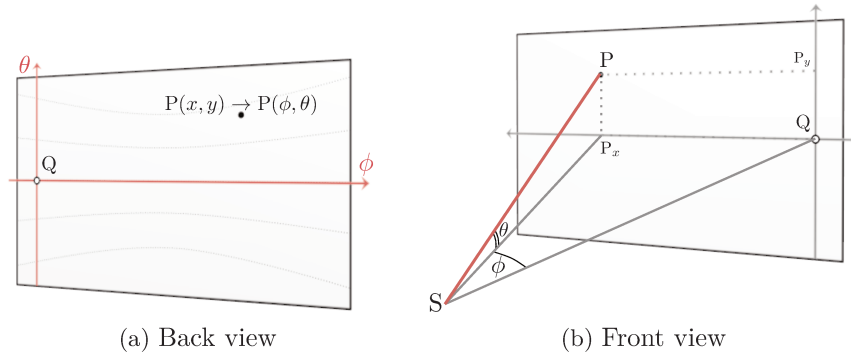 θ
P(x, y) → P(ϕ, θ)
Q
ϕ
(a) Back view
P
P_y
Q
P_x
θ
ϕ
S
(b) Front view